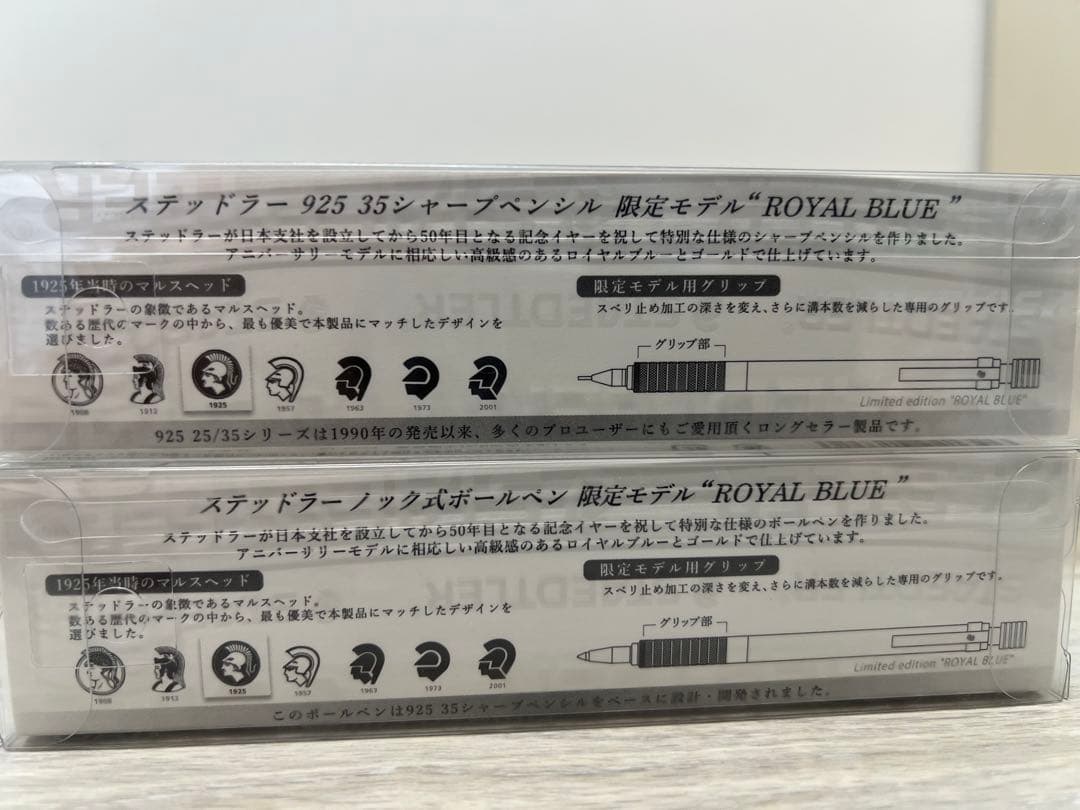 ステッドラー 925 35シャープペンシル 限定モデル“ROYAL BLUE ”
ステッドラーが日本支社を設立してから50年目となる記念イヤーを祝して特別な仕様のシャープペンシルを作りました。
アニバーサリーモデルに相応しい高級感のあるロイヤルブルーとゴールドで仕上げています。
1925年当時のマルスヘッド
ステッドラーの象徴であるマルスヘッド。
数ある歴代のマークの中から、最も優美で本製品にマッチしたデザインを
選びました。
1908 1912 1925 1957 1963 1973 2001
限定モデル用グリップ
スベリ止め加工の深さを変え、さらに溝本数を減らした専用のグリップです.
グリップ部
Limited edition "ROYAL BLUE"
925 25/35シリーズは1990年の発売以来、多くのプロユーザーにもご愛用頂くロングセラー製品です。
ステッドラー ノック式ボールペン 限定モデル“ROYAL BLUE ”
ステッドラーが日本支社を設立してから50年目となる記念イヤーを祝して特別な仕様のボールペンを作りました。
アニバーサリーモデルに相応しい高級感のあるロイヤルブルーとゴールドで仕上げています。
1925年当時のマルスヘッド
ステッドラーの象徴であるマルスヘッド。
数ある歴代のマークの中から、最も優美で本製品にマッチしたデザインを
選びました。
1908 1912 1925 1957 1963 1973 2001
限定モデル用グリップ
スベリ止め加工の深さを変え、さらに溝本数を減らした専用のグリップです.
グリップ部
Limited edition "ROYAL BLUE"
このボールペンは925 35シャープペンシルをベースに設計・開発されました。